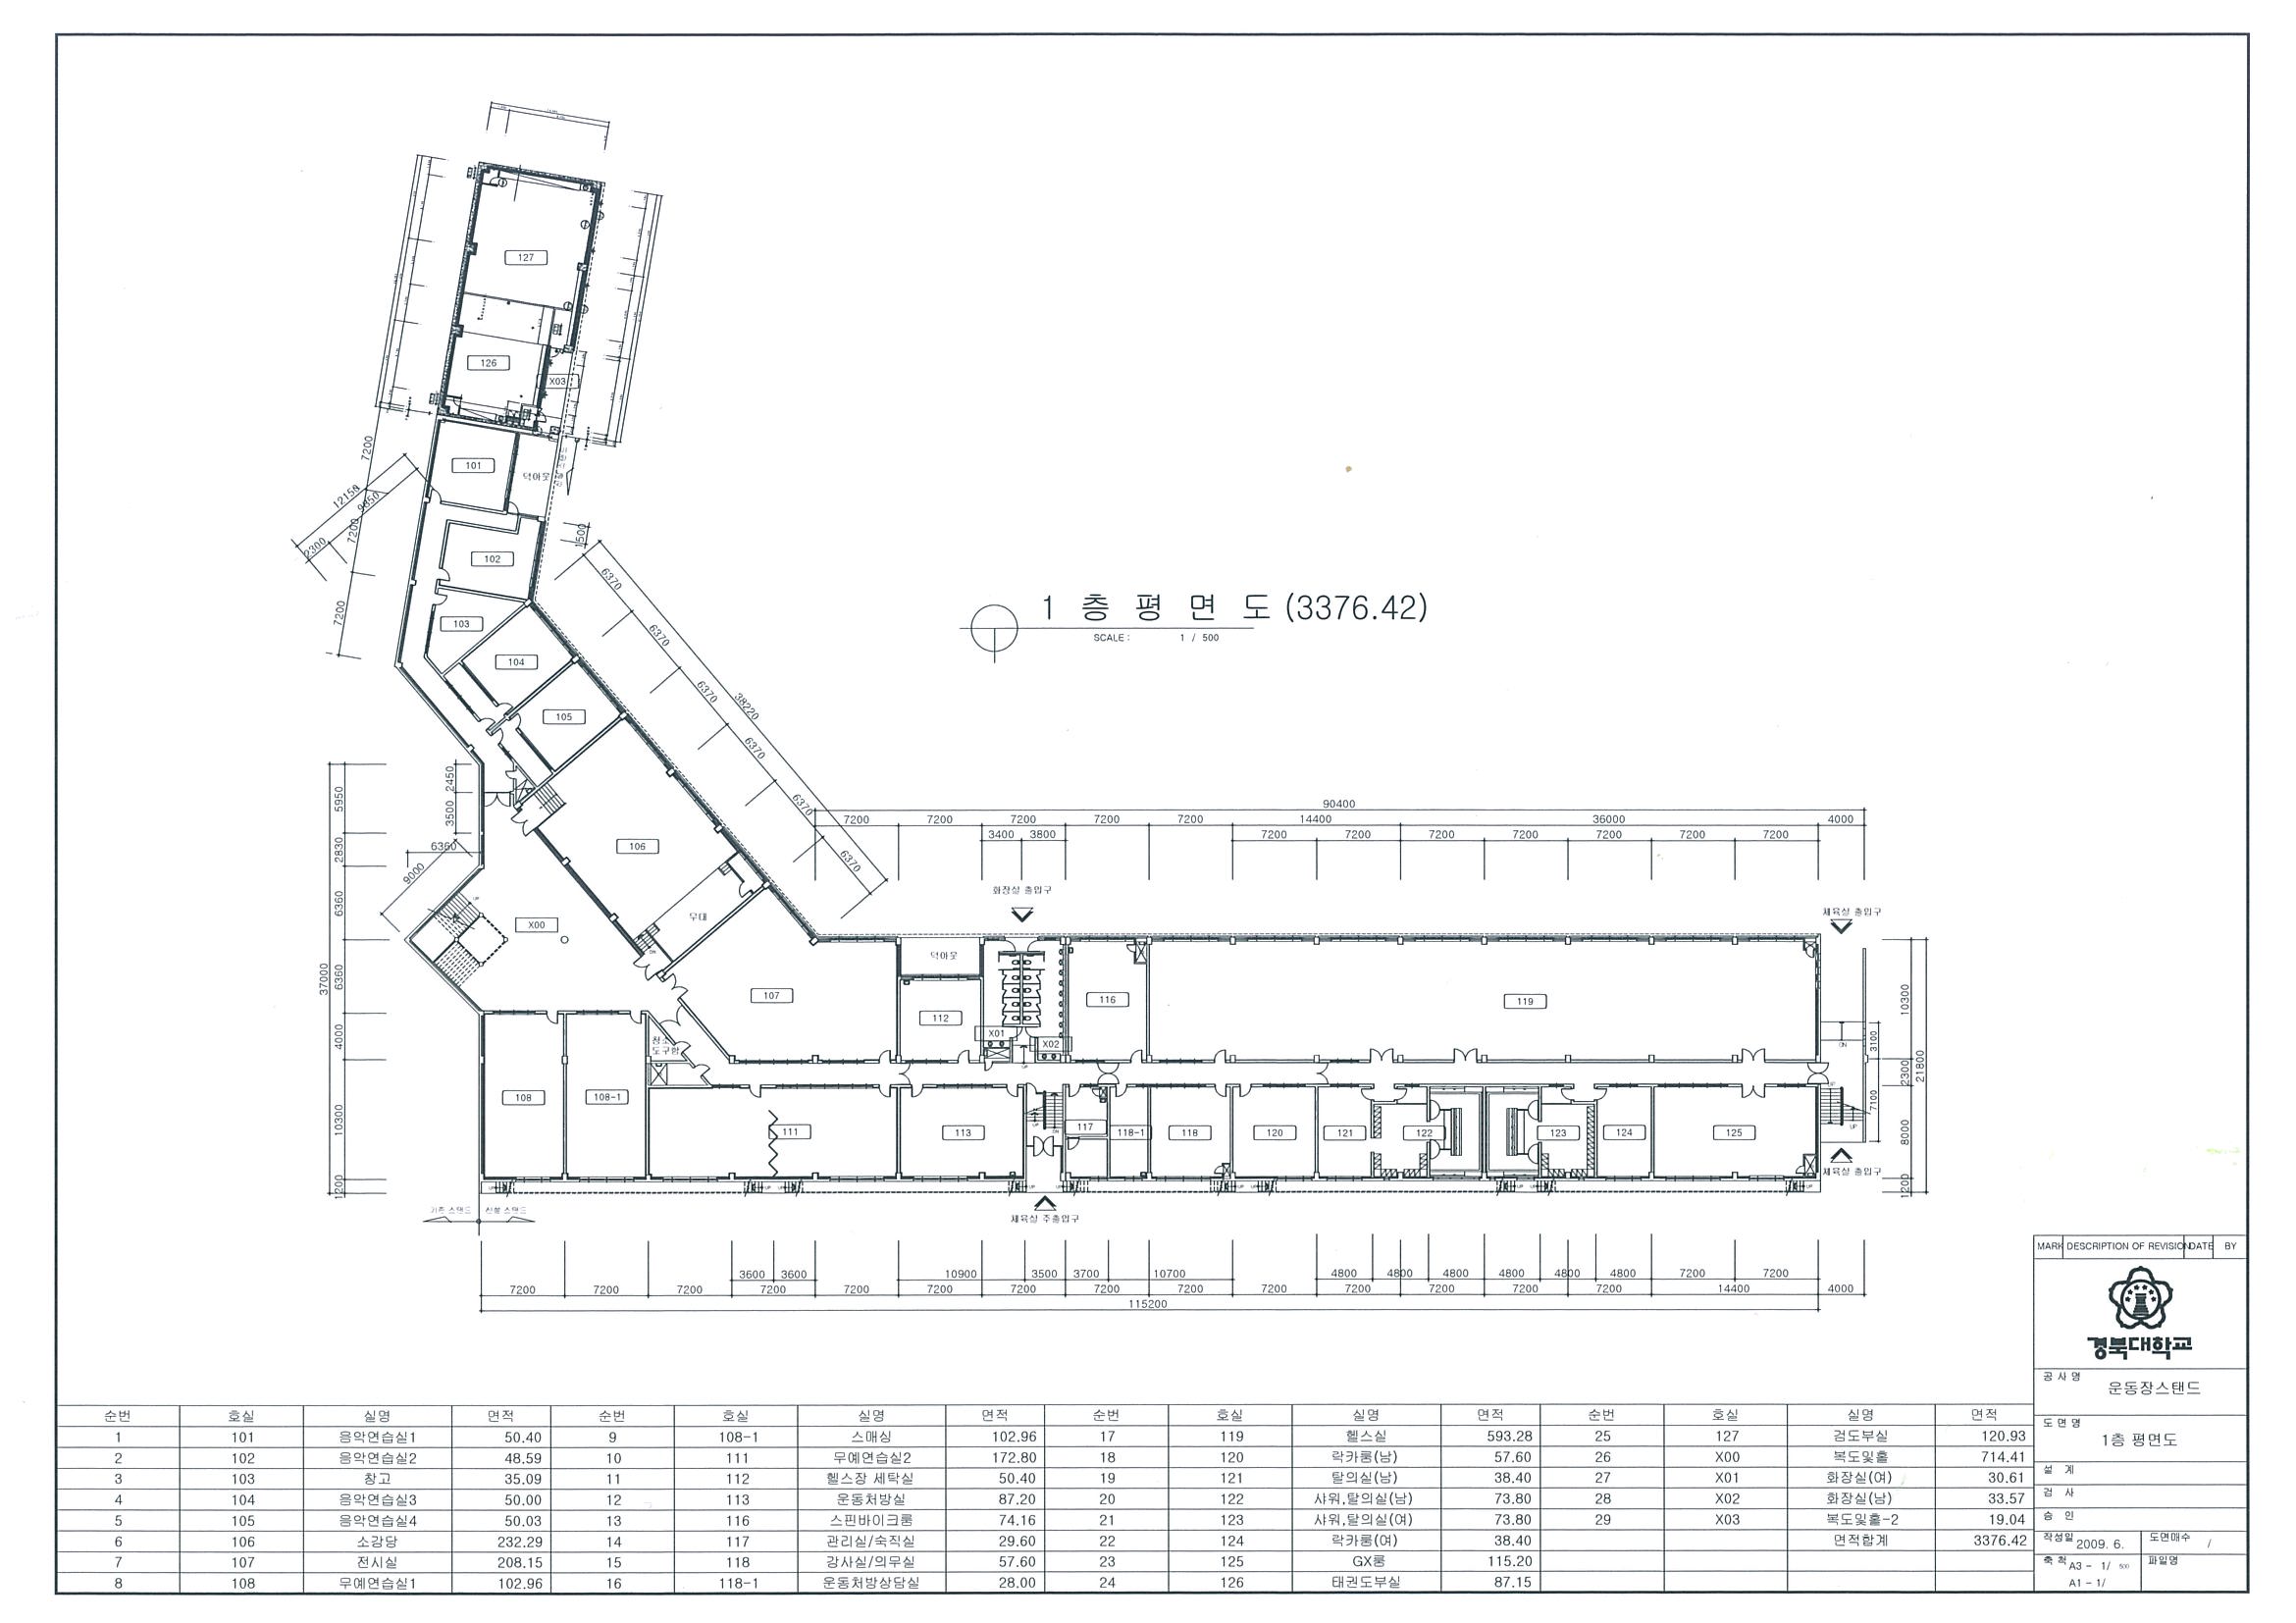 127
126
X03
101
덕아웃
7200
12158
9850
7200
2300
102
1500
7200
103
104
105
6370
6370
6370
6370
6370
6370
38220
1 층 평 면 도 (3376.42)
SCALE : 1 / 500
90400
7200 7200 7200 7200 7200 14400 36000 4000
3400 3800 7200 7200 7200 7200 7200 7200 7200
5950 2450
3500
2830
6360
9000
6360
37000
6360
4000
10300
1200
106
무대
DN
X00
UP
화장실 출입구
체육실 출입구
107
덕아웃
112
X01
X02
116
119
10300
3100
2300
21800
7100
8000
1200
DN
UP
UP
청소
도구함
108
108-1
111
113
UP
DN
117
118-1
118
120
121
122
123
124
125
체육실 출입구
기존 스탠드 신설 스탠드
체육실 주출입구
3600 3600 10900 3500 3700 10700 4800 4800 4800 4800 4800 4800 7200 7200
7200 7200 7200 7200 7200 7200 7200 7200 7200 7200 7200 7200 7200 7200 14400 4000
115200
MARK DESCRIPTION OF REVISION DATE BY
경북대학교
공 사 명
운동장스탠드
도 면 명
1층 평면도
설 계
검 사
승 인
작성일 2009. 6. 도면매수 /
축 척 A3 - 1/ 500 파일명
A1 - 1/
순번 호실 실명 면적 순번 호실 실명 면적 순번 호실 실명 면적 순번 호실 실명 면적
1 101 음악연습실1 50.40 9 108-1 스매싱 102.96 17 119 헬스실 593.28 25 127 검도부실 120.93
2 102 음악연습실2 48.59 10 111 무예연습실2 172.80 18 120 락카룸(남) 57.60 26 X00 복도및홀 714.41
3 103 창고 35.09 11 112 헬스장 세탁실 50.40 19 121 탈의실(남) 38.40 27 X01 화장실(여) 30.61
4 104 음악연습실3 50.00 12 113 운동처방실 87.20 20 122 샤워,탈의실(남) 73.80 28 X02 화장실(남) 33.57
5 105 음악연습실4 50.03 13 116 스핀바이크룸 74.16 21 123 샤워,탈의실(여) 73.80 29 X03 복도및홀-2 19.04
6 106 소강당 232.29 14 117 관리실/숙직실 29.60 22 124 락카룸(여) 38.40 면적합계 3376.42
7 107 전시실 208.15 15 118 강사실/의무실 57.60 23 125 GX룸 115.20
8 108 무예연습실1 102.96 16 118-1 운동처방상담실 28.00 24 126 태권도부실 87.15